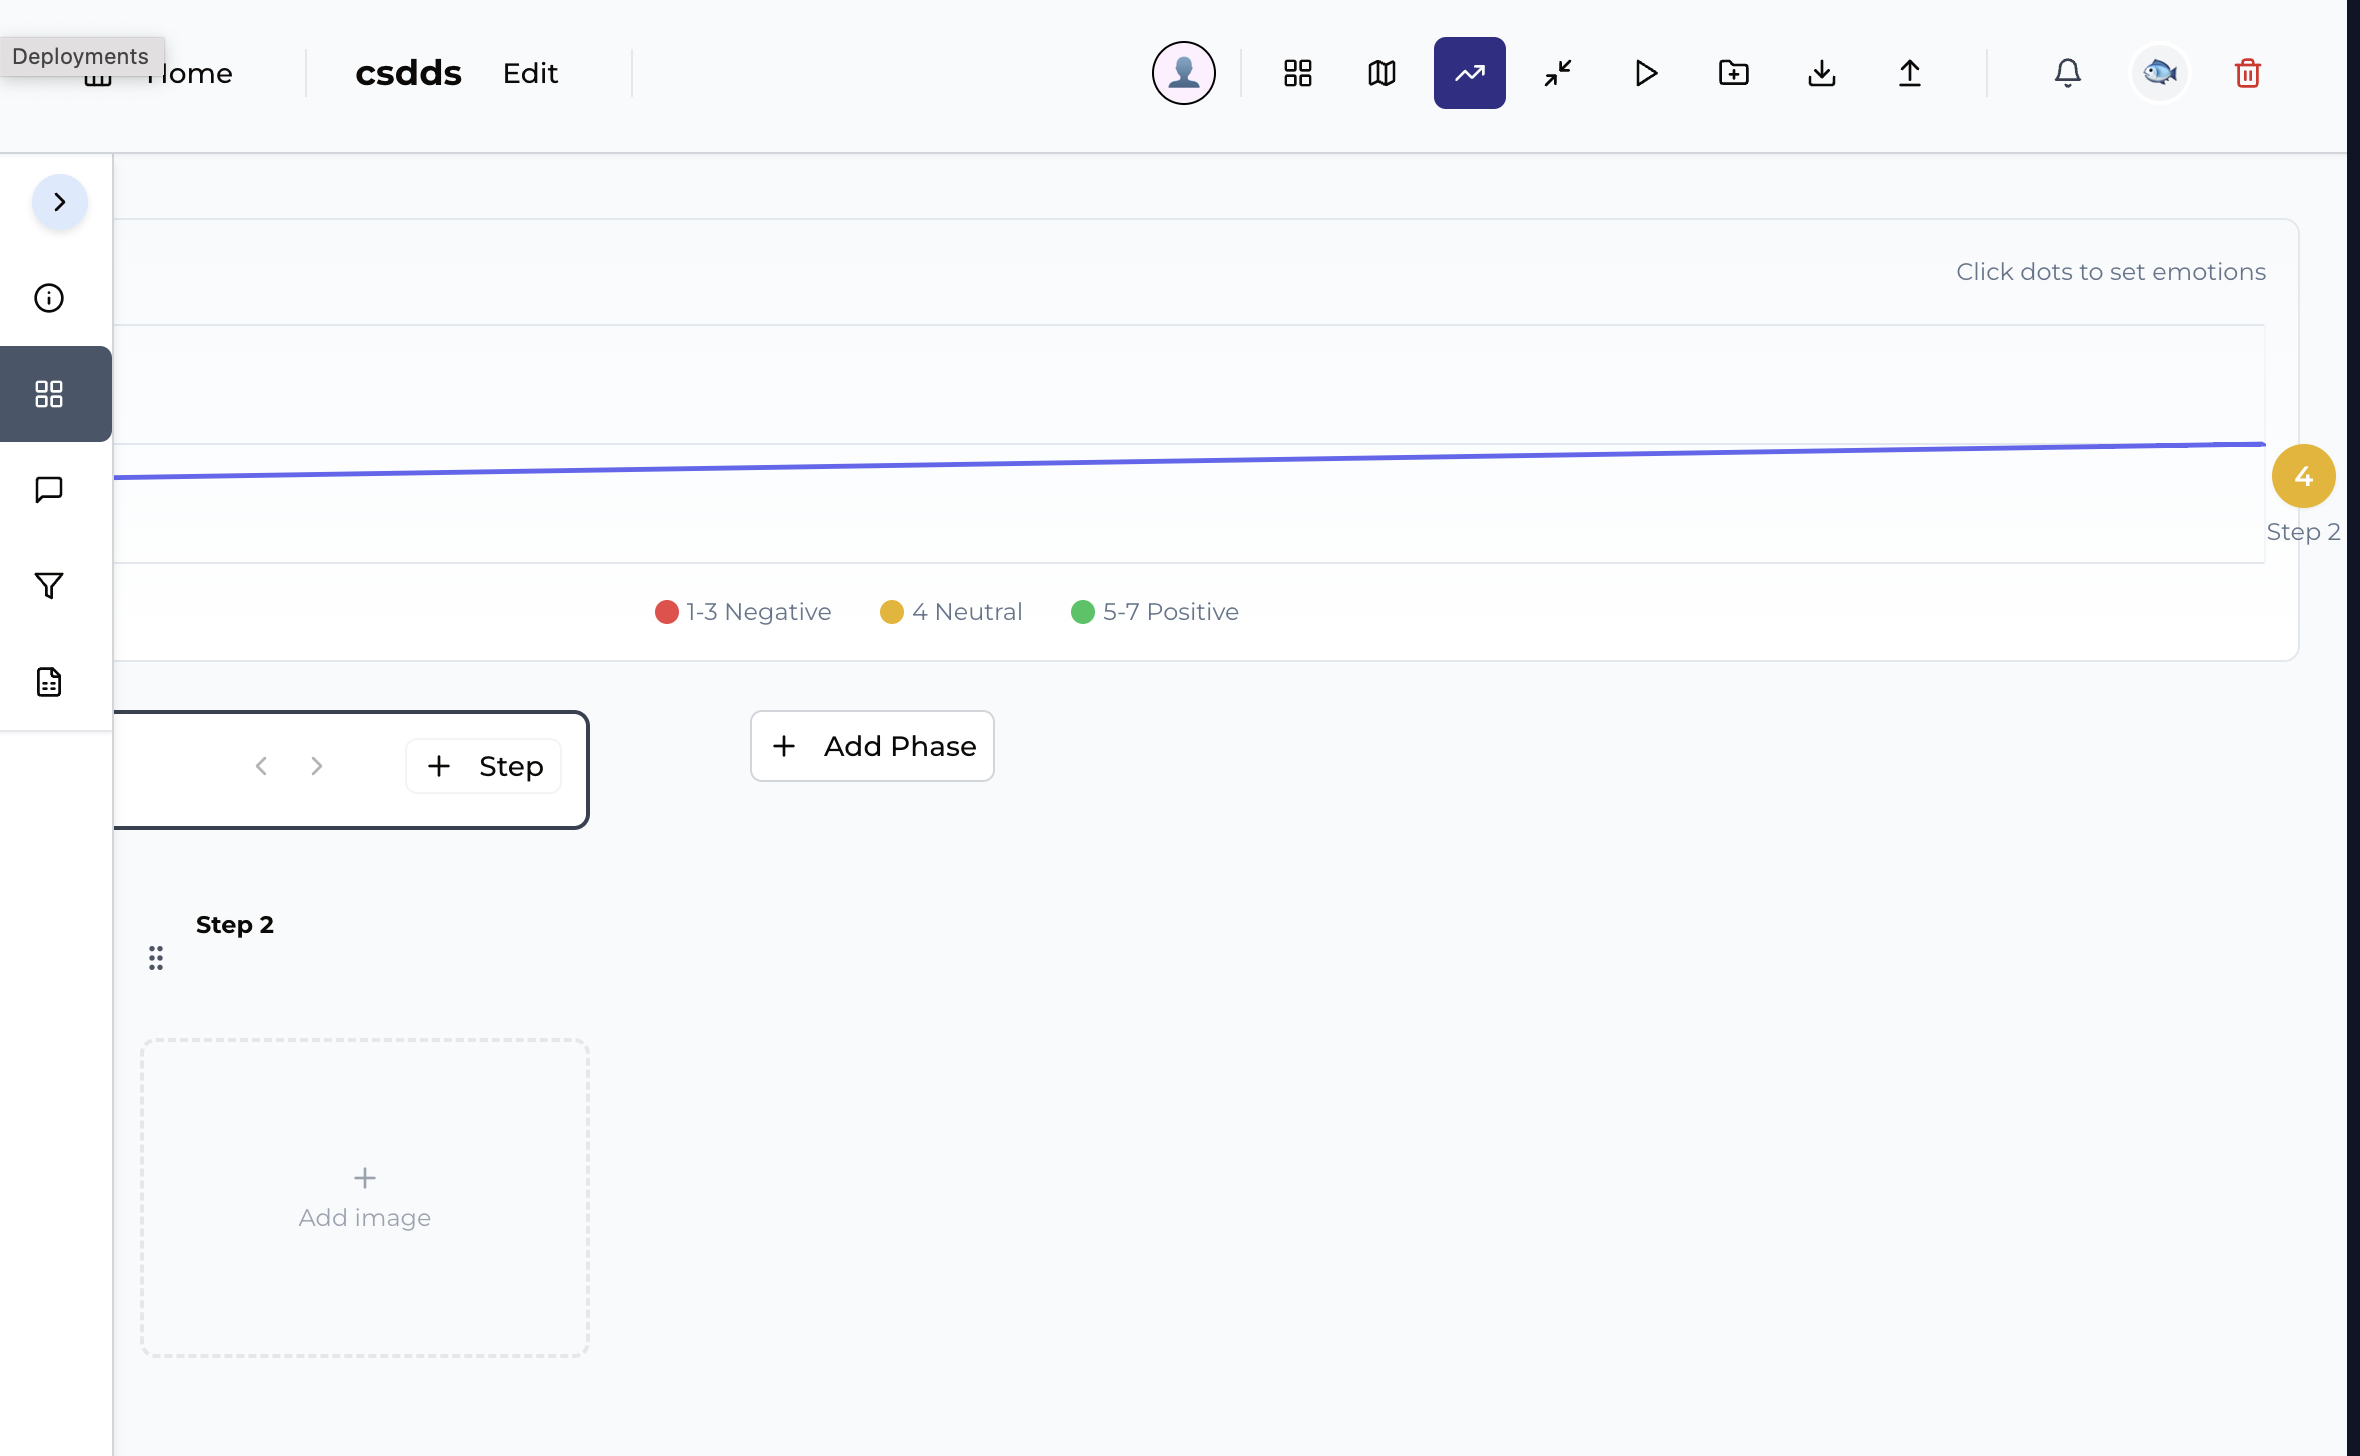 Deployments
Home
csdds
Edit
Click dots to set emotions
4
Step 2
1-3 Negative
4 Neutral
5-7 Positive
Step
Add Phase
Step 2
Add image